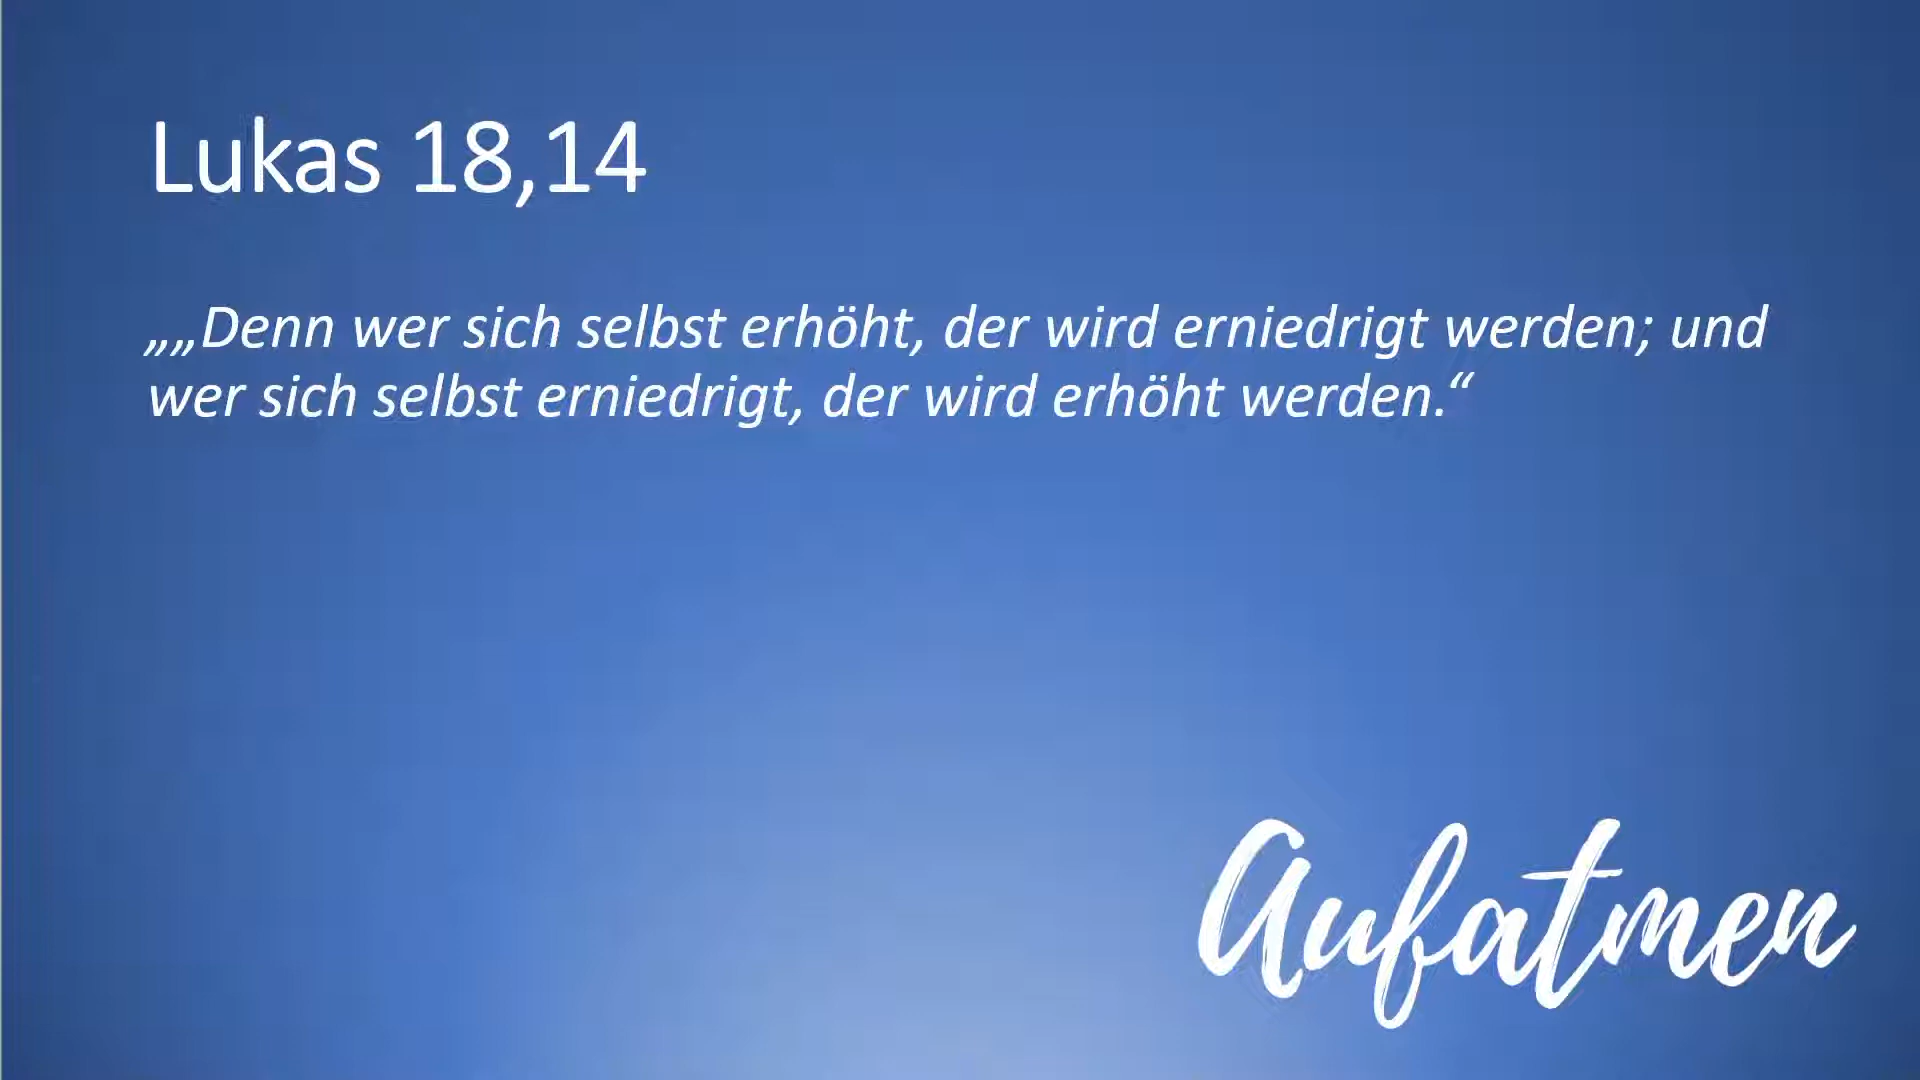 Lukas 18,14
„„Denn wer sich selbst erhöht, der wird erniedrigt werden; und
wer sich selbst erniedrigt, der wird erhöht werden.“
Aufatmen